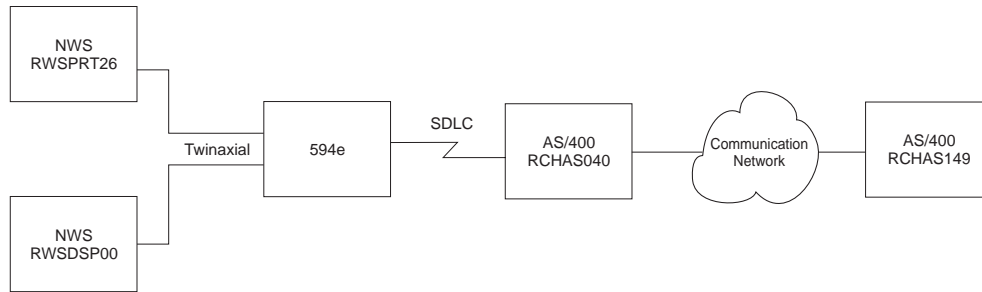 NWS
RWSPRT26
Twinaxial
NWS
RWSDSP00
594e
SDLC
AS/400
RCHAS040
Communication
Network
AS/400
RCHAS149